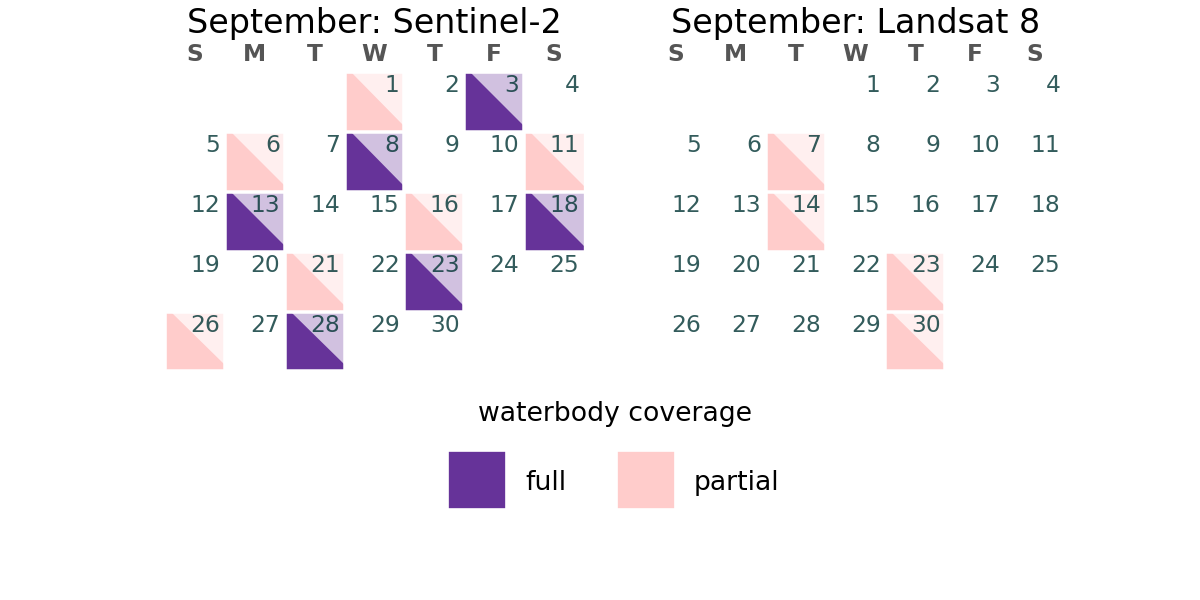 September: Sentinel-2
S M T W T F S
1 2 3 4
5 6 7 8 9 10 11
12 13 14 15 16 17 18
19 20 21 22 23 24 25
26 27 28 29 30
September: Landsat 8
S M T W T F S
1 2 3 4
5 6 7 8 9 10 11
12 13 14 15 16 17 18
19 20 21 22 23 24 25
26 27 28 29 30
waterbody coverage
full
partial